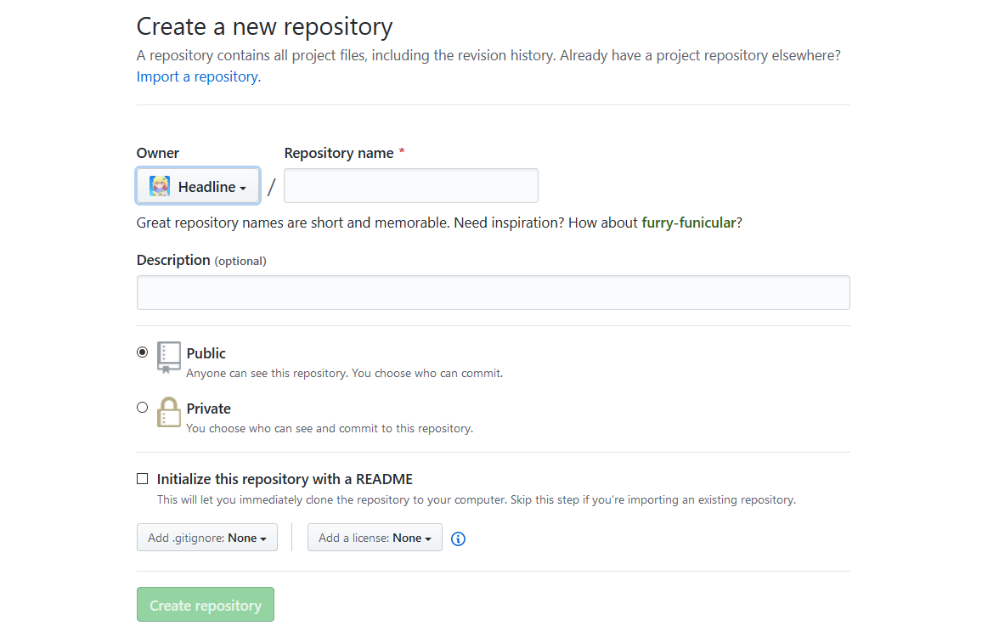 Create a new repository
A repository contains all project files, including the revision history. Already have a project repository elsewhere?
Import a repository.
Owner
Repository name *
Headline
/
Great repository names are short and memorable. Need inspiration? How about furry-funicular?
Description (optional)
Public
Anyone can see this repository. You choose who can commit.
Private
You choose who can see and commit to this repository.
Initialize this repository with a README
This will let you immediately clone the repository to your computer. Skip this step if you’re importing an existing repository.
Add .gitignore: None
Add a license: None
Create repository